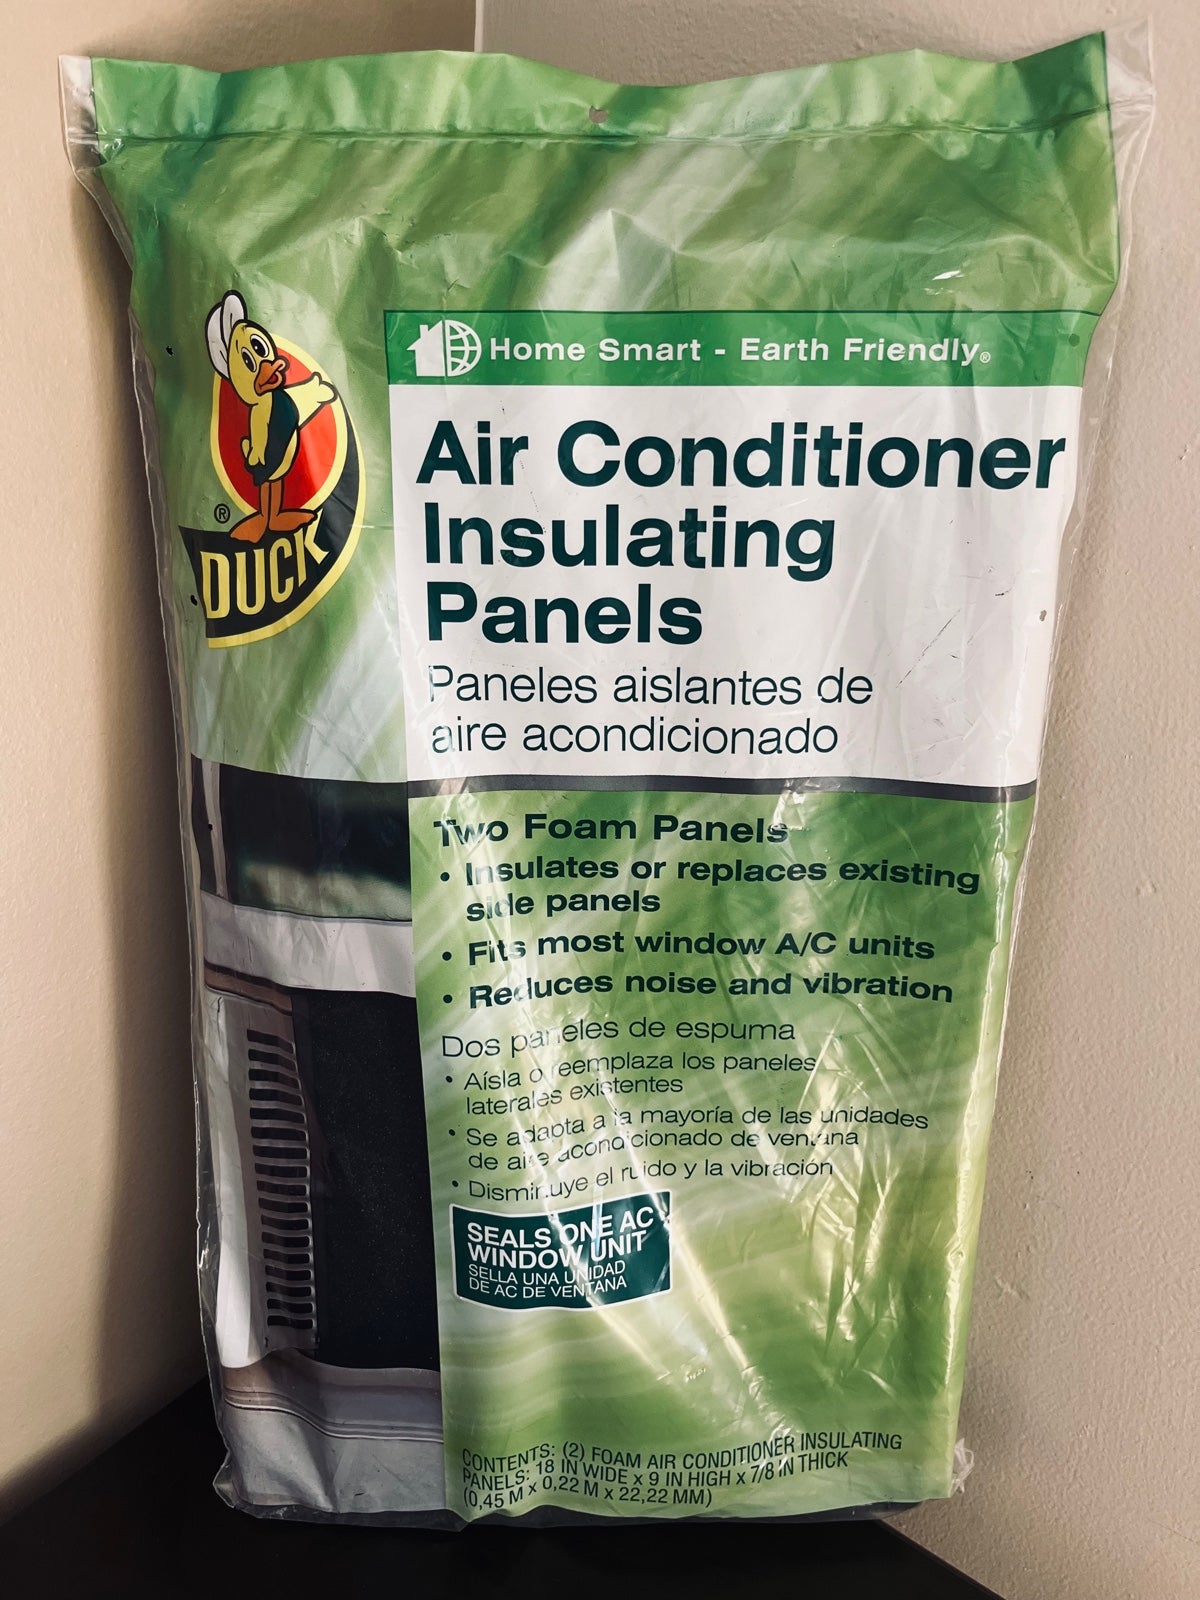 Home Smart - Earth Friendly®
DUCK®
Air Conditioner
Insulating
Panels
Paneles aislantes de
aire acondicionado
Two Foam Panels
• Insulates or replaces existing
side panels
• Fits most window A/C units
• Reduces noise and vibration
Dos paneles de espuma
• Aísla o reemplaza los paneles
laterales existentes
• Se adapta a la mayoría de las unidades
de aire acondicionado de ventana
• Disminuye el ruido y la vibración
SEALS ONE AC
WINDOW UNIT
SELLA UNA UNIDAD
DE AC DE VENTANA
CONTENTS: (2) FOAM AIR CONDITIONER INSULATING
PANELS: 18 IN WIDE x 9 IN HIGH x 7/8 IN THICK
(0,45 M x 0,22 M x 22,22 MM)